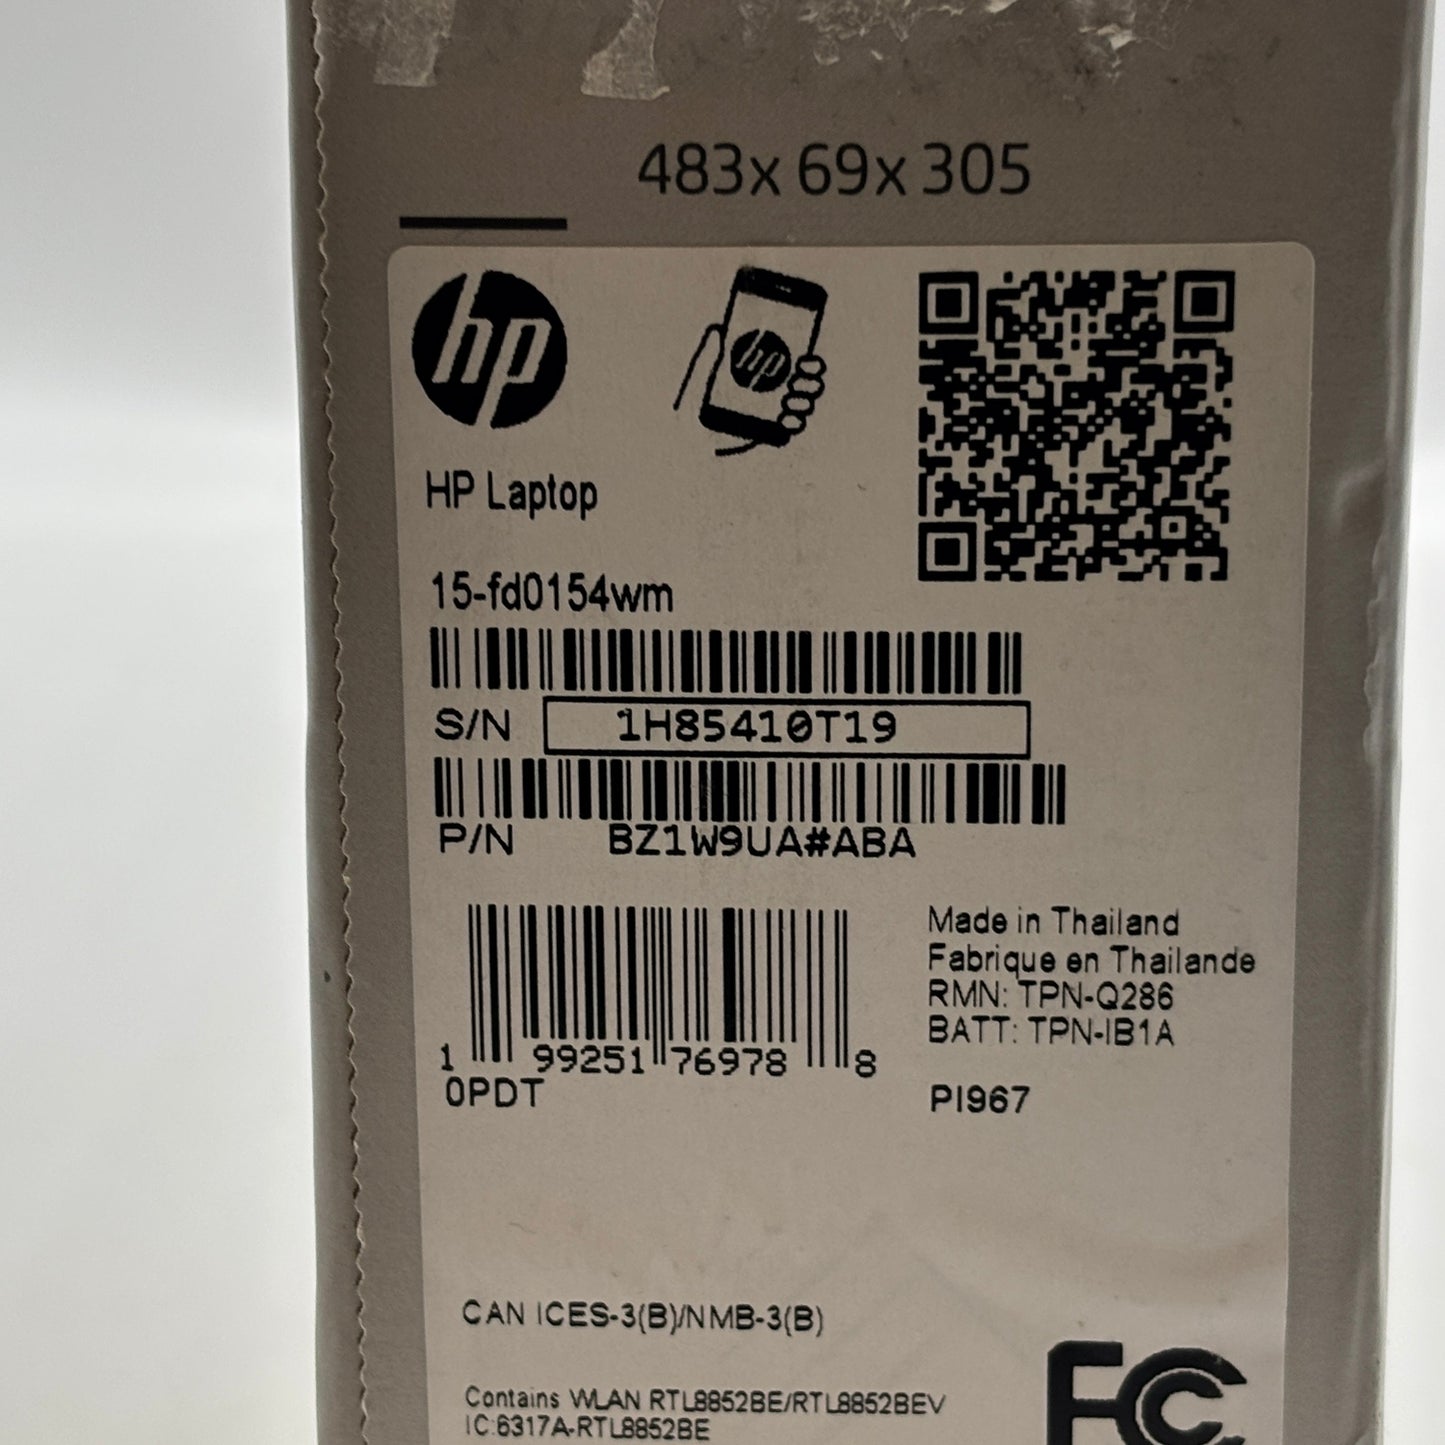 483x 69x 305
hp
hp
HP Laptop
15-fd0154wm
S/N 1H85410T19
P/N BZ1W9UA#ABA
1 99251 76978 8
0PDT
Made in Thailand
Fabrique en Thailande
RMN: TPN-Q286
BATT: TPN-IB1A
PI967
CAN ICES-3(B)/NMB-3(B)
Contains WLAN RTL8852BE/RTL8852BEV
IC:6317A-RTL8852BE
FC